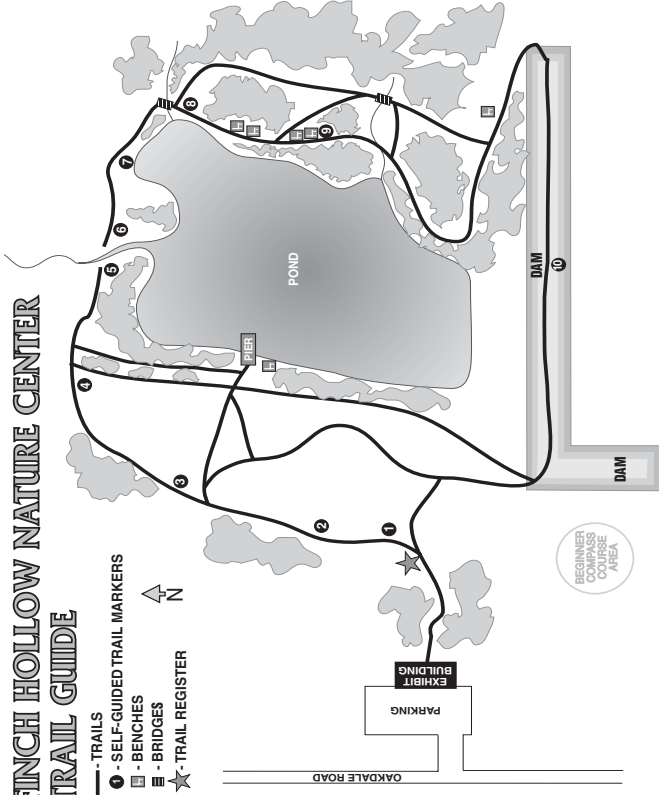 FINCH HOLLOW NATURE CENTER
TRAIL GUIDE
- TRAILS
1 - SELF-GUIDED TRAIL MARKERS
- BENCHES
- BRIDGES
- TRAIL REGISTER
N
OAKDALE ROAD
PARKING
EXHIBIT
BUILDING
1
2
3
4
5
6
7
8
9
10
PIER
POND
DAM
DAM
BEGINNER
COMPASS
COURSE
AREA